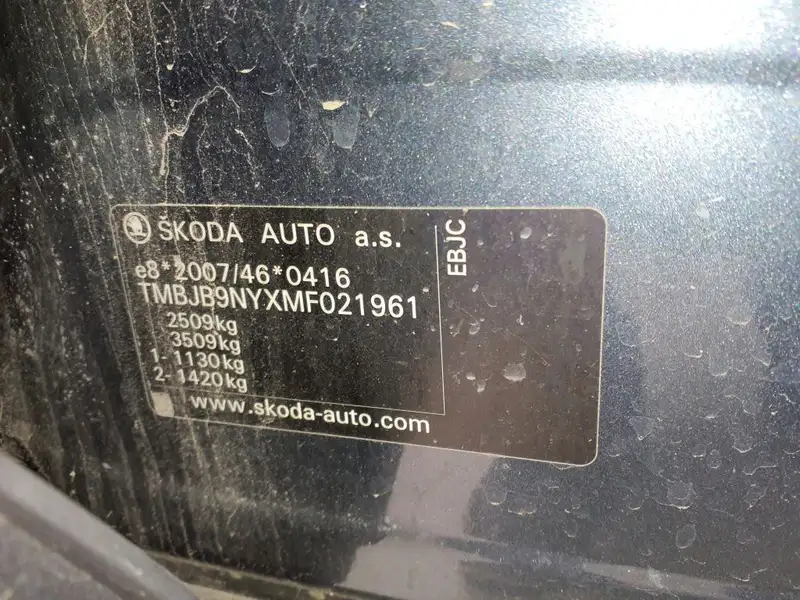 ŠKODA AUTO a.s.
e8*2007/46*0416
TMBJB9NYXMF021961
2509kg
3509kg
1- 1130kg
2- 1420kg
www.skoda-auto.com
EBJC